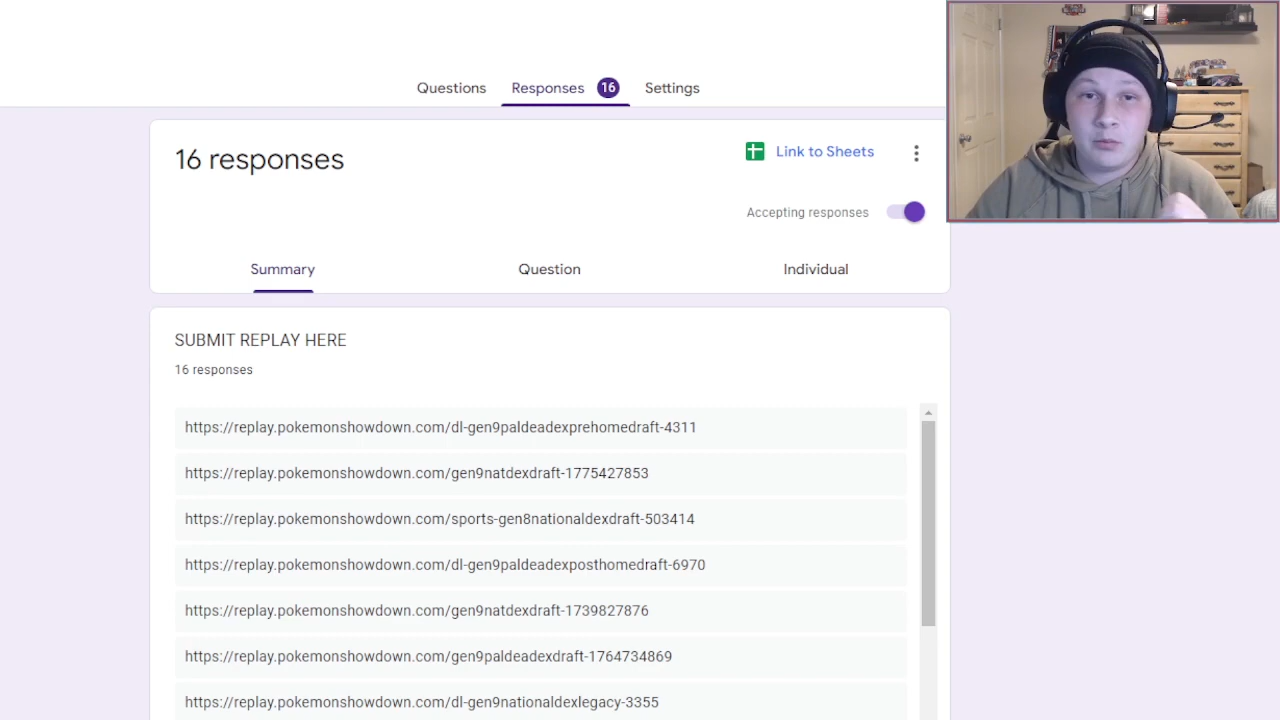 Questions
Responses 16
Settings
16 responses
Link to Sheets
Accepting responses
Summary
Question
Individual
SUBMIT REPLAY HERE
16 responses
https://replay.pokemonshowdown.com/dl-gen9paldeadexprehomedraft-4311
https://replay.pokemonshowdown.com/gen9natdexdraft-1775427853
https://replay.pokemonshowdown.com/sports-gen8nationaldexdraft-503414
https://replay.pokemonshowdown.com/dl-gen9paldeadexposthomedraft-6970
https://replay.pokemonshowdown.com/gen9natdexdraft-1739827876
https://replay.pokemonshowdown.com/gen9paldeadexdraft-1764734869
https://replay.pokemonshowdown.com/dl-gen9nationaldexlegacy-3355